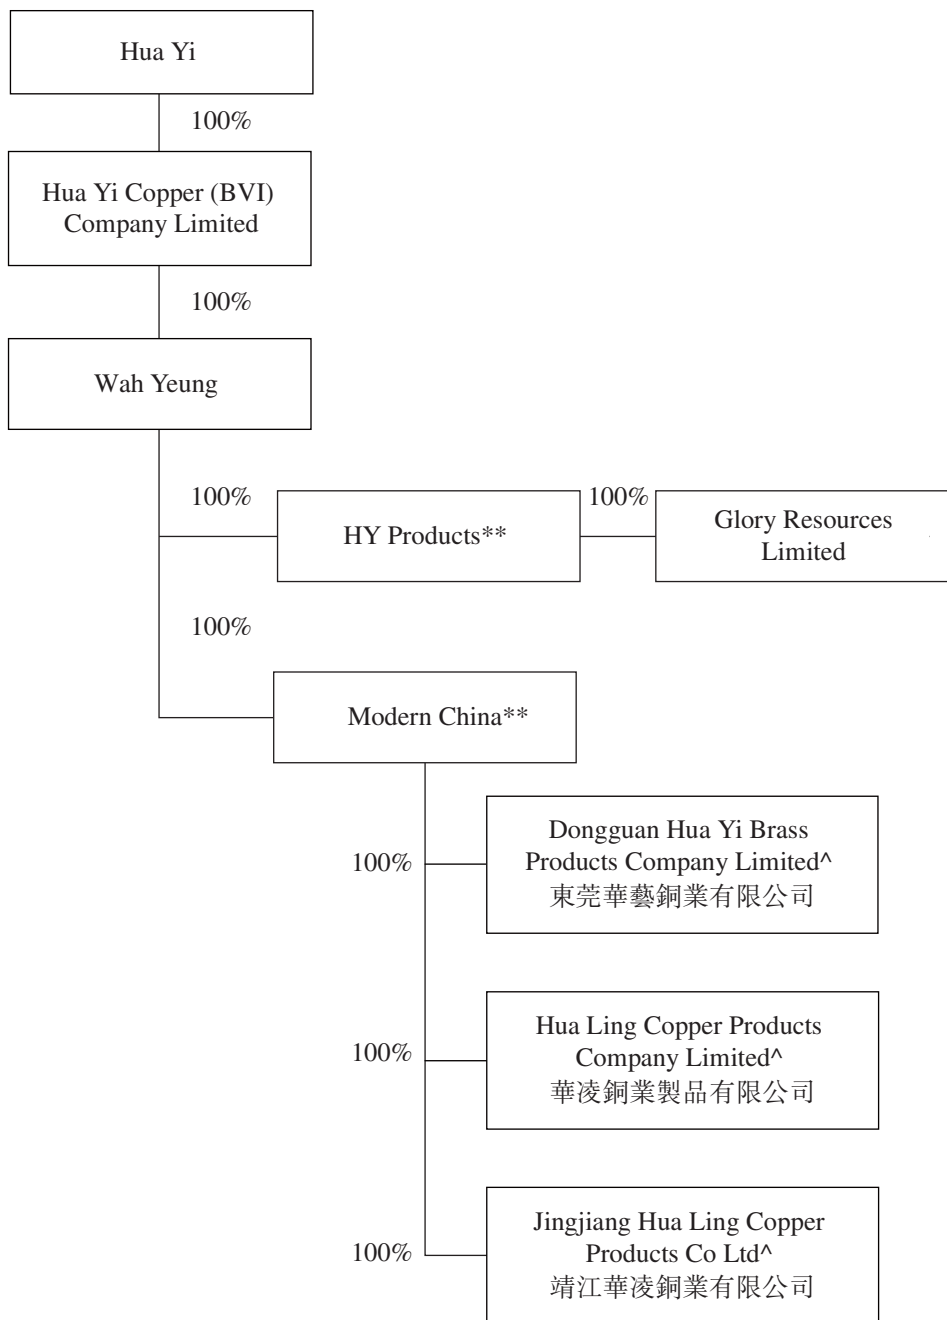 Hua Yi
100%
Hua Yi Copper (BVI)
Company Limited
100%
Wah Yeung
100%
HY Products**
100%
Glory Resources
Limited
100%
Modern China**
100%
Dongguan Hua Yi Brass
Products Company Limited^
東莞華藝銅業有限公司
100%
Hua Ling Copper Products
Company Limited^
華凌銅業製品有限公司
100%
Jingjiang Hua Ling Copper
Products Co Ltd^
靖江華凌銅業有限公司